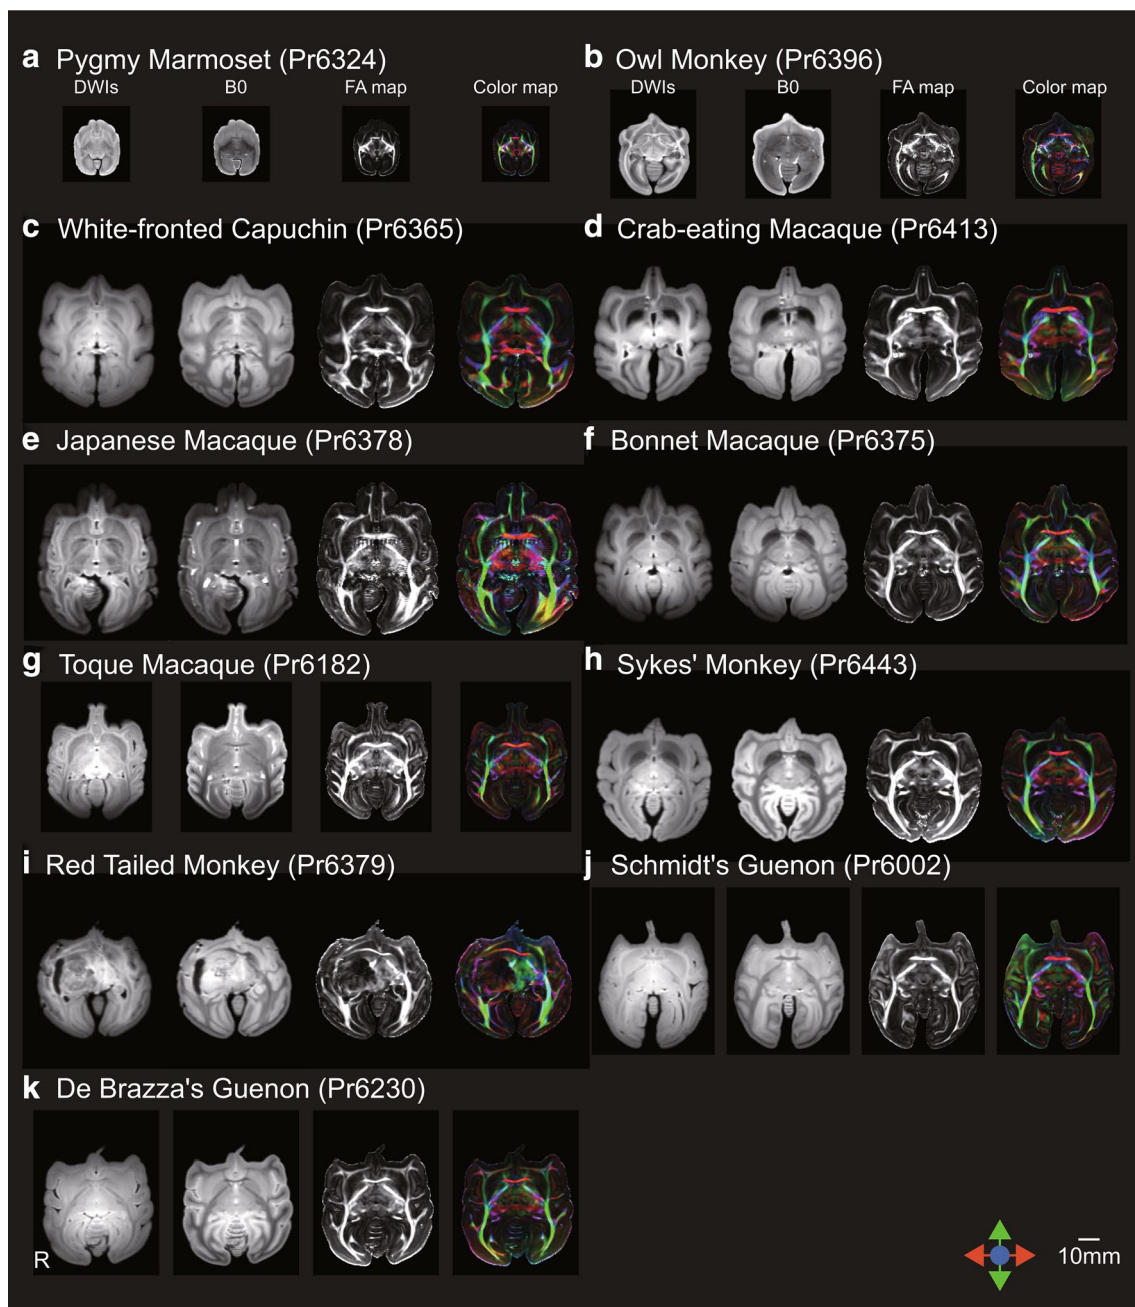 a Pygmy Marmoset (Pr6324)
DWIs B0 FA map Color map
b Owl Monkey (Pr6396)
DWIs B0 FA map Color map
c White-fronted Capuchin (Pr6365)
d Crab-eating Macaque (Pr6413)
e Japanese Macaque (Pr6378)
f Bonnet Macaque (Pr6375)
g Toque Macaque (Pr6182)
h Sykes' Monkey (Pr6443)
i Red Tailed Monkey (Pr6379)
j Schmidt's Guenon (Pr6002)
k De Brazza's Guenon (Pr6230)
R
10mm